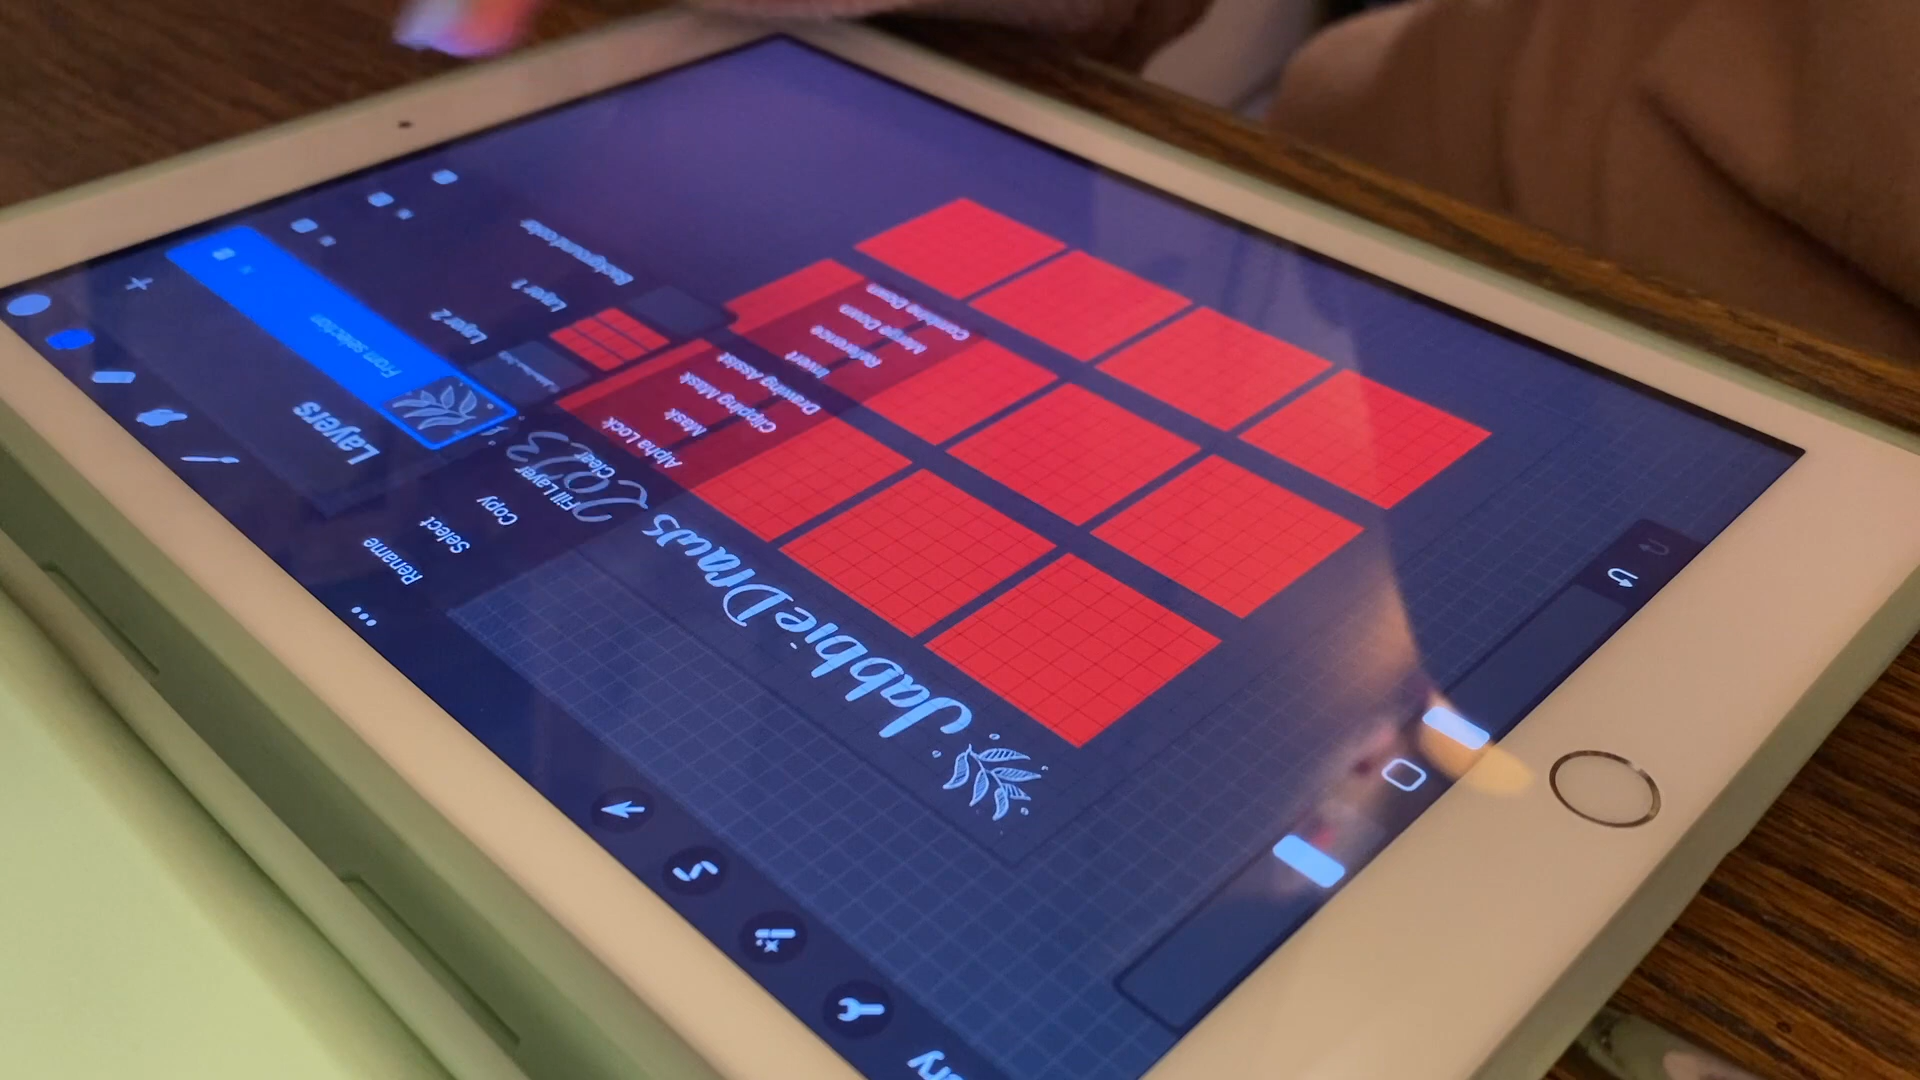 ery
Layers
From selection
Layer 2
Layer 1
Background color
Rename
Select
Copy
Fill Layer
Clear
Alpha Lock
Mask
Clipping Mask
Drawing Assist
Invert
Reference
Merge Down
Combine Down
JabbieDraws
2023
N
N
N